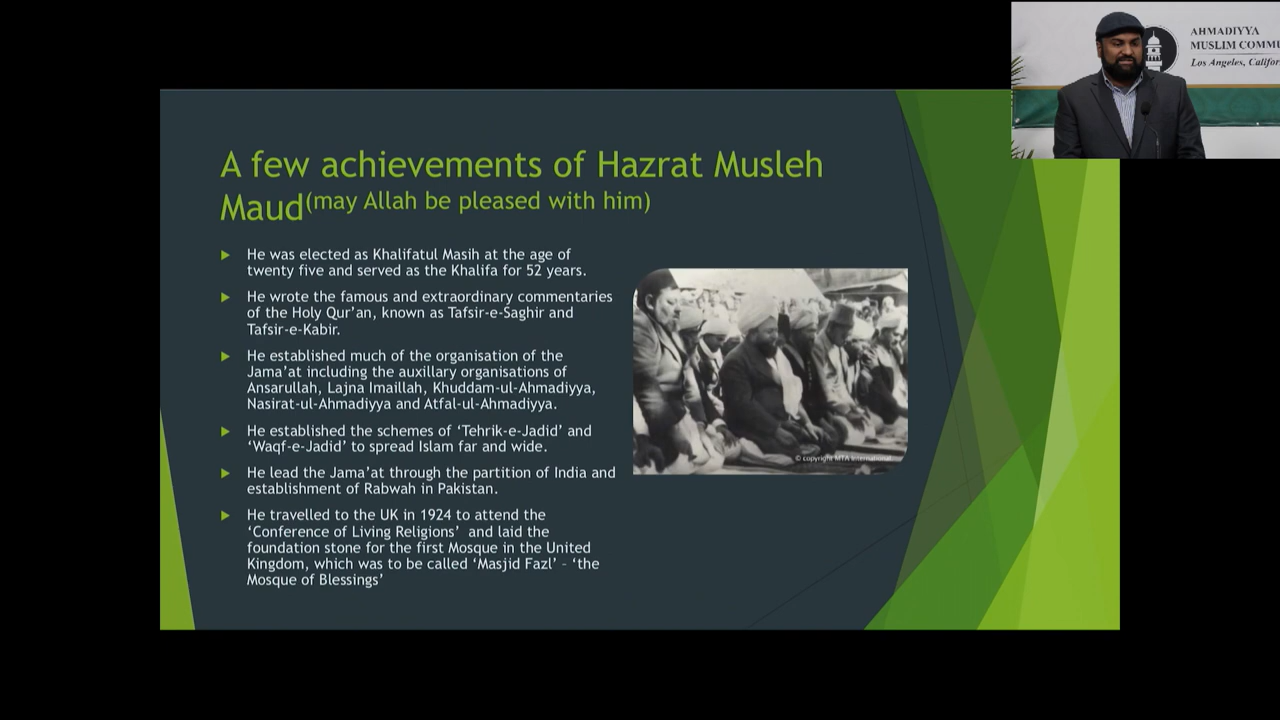 AHMADIYYA
MUSLIM COMMU
Los Angeles, Califor
A few achievements of Hazrat Musleh
Maud(may Allah be pleased with him)
He was elected as Khalifatul Masih at the age of
twenty five and served as the Khalifa for 52 years.
He wrote the famous and extraordinary commentaries
of the Holy Qur’an, known as Tafsir-e-Saghir and
Tafsir-e-Kabir.
He established much of the organisation of the
Jama’at including the auxillary organisations of
Ansarullah, Lajna Imaillah, Khuddam-ul-Ahmadiyya,
Nasirat-ul-Ahmadiyya and Atfal-ul-Ahmadiyya.
He established the schemes of ‘Tehrik-e-Jadid’ and
‘Waqf-e-Jadid’ to spread Islam far and wide.
He lead the Jama’at through the partition of India and
establishment of Rabwah in Pakistan.
He travelled to the UK in 1924 to attend the
‘Conference of Living Religions’ and laid the
foundation stone for the first Mosque in the United
Kingdom, which was to be called ‘Masjid Fazl’ – ‘the
Mosque of Blessings’
© copyright MTA International